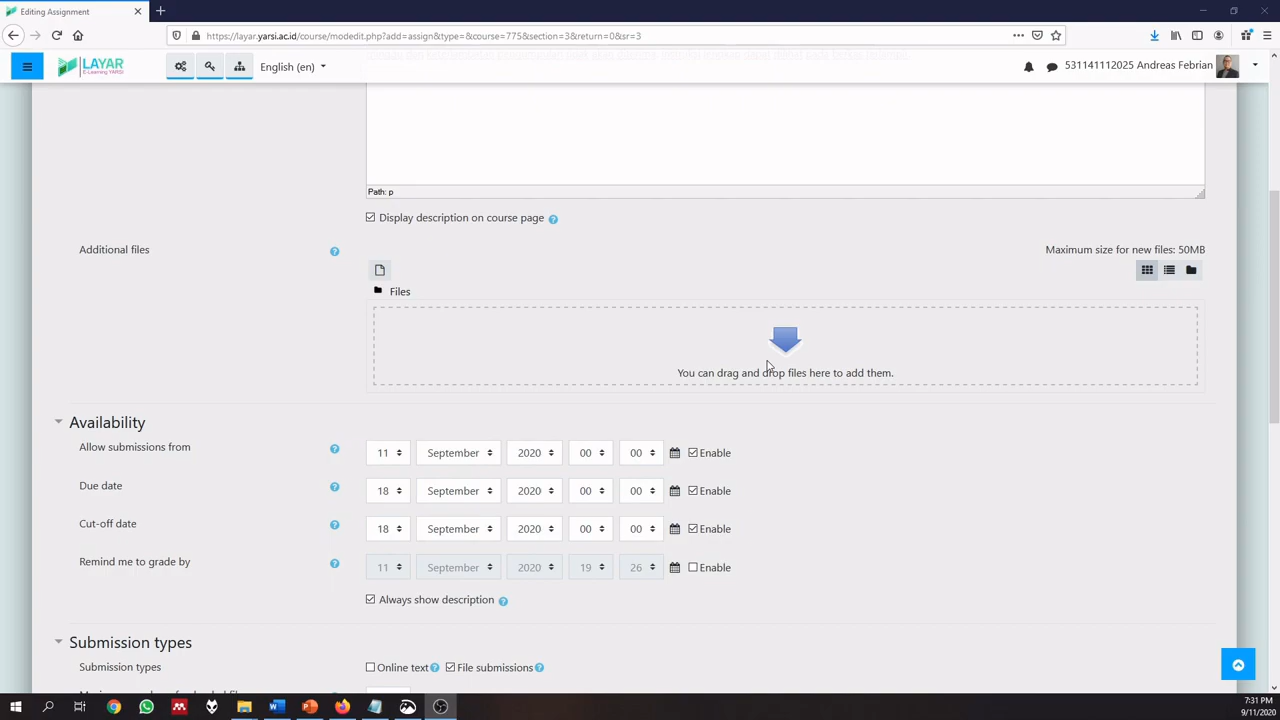 Editing Assignment
https://layar.yarsi.ac.id/course/modedit.php?add=assign&type=&course=775&section=3&return=0&sr=3
LAYAR
E-Learning YARSI
English (en)
531141112025 Andreas Febrian
Path: p
Display description on course page
Additional files
Maximum size for new files: 50MB
Files
You can drag and drop files here to add them.
Availability
Allow submissions from
11 September 2020 00 00 Enable
Due date
18 September 2020 00 00 Enable
Cut-off date
18 September 2020 00 00 Enable
Remind me to grade by
11 September 2020 19 26 Enable
Always show description
Submission types
Submission types
Online text File submissions
7:31 PM
9/11/2020